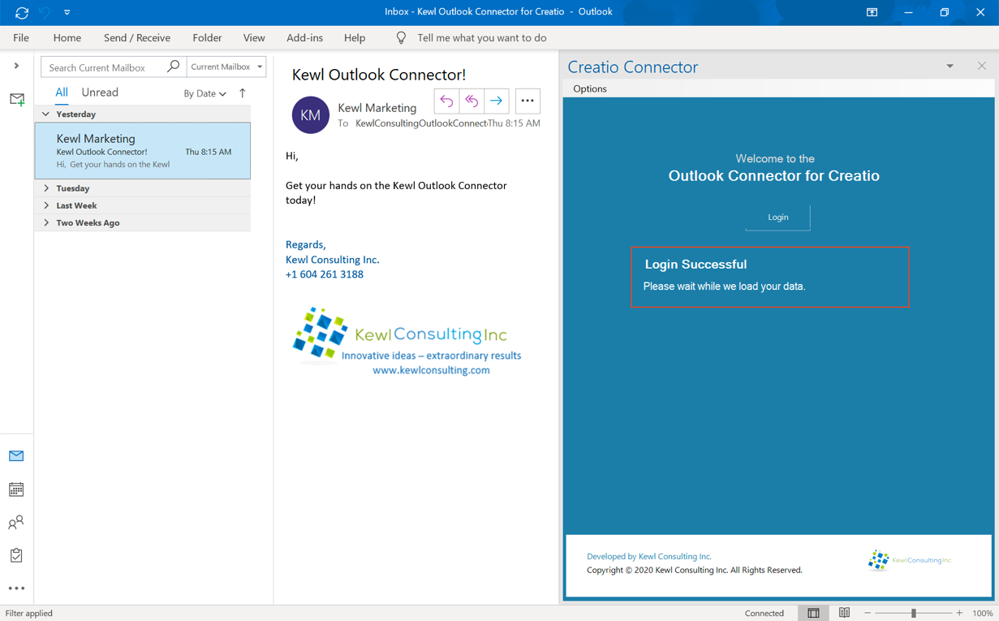 Inbox - Kewl Outlook Connector for Creatio - Outlook
File Home Send / Receive Folder View Add-ins Help Tell me what you want to do
Search Current Mailbox Current Mailbox
All Unread By Date
Yesterday
Kewl Marketing
Kewl Outlook Connector! Thu 8:15 AM
Hi, Get your hands on the Kewl
Tuesday
Last Week
Two Weeks Ago
Kewl Outlook Connector!
KM
Kewl Marketing
To KewlConsultingOutlookConnect Thu 8:15 AM
Hi,
Get your hands on the Kewl Outlook Connector
today!
Regards,
Kewl Consulting Inc.
+1 604 261 3188
KewlConsultingInc
Innovative ideas – extraordinary results
www.kewlconsulting.com
Creatio Connector
Options
Welcome to the
Outlook Connector for Creatio
Login
Login Successful
Please wait while we load your data.
Developed by Kewl Consulting Inc.
Copyright © 2020 Kewl Consulting Inc. All Rights Reserved.
KewlConsultingInc
Filter applied Connected 100%